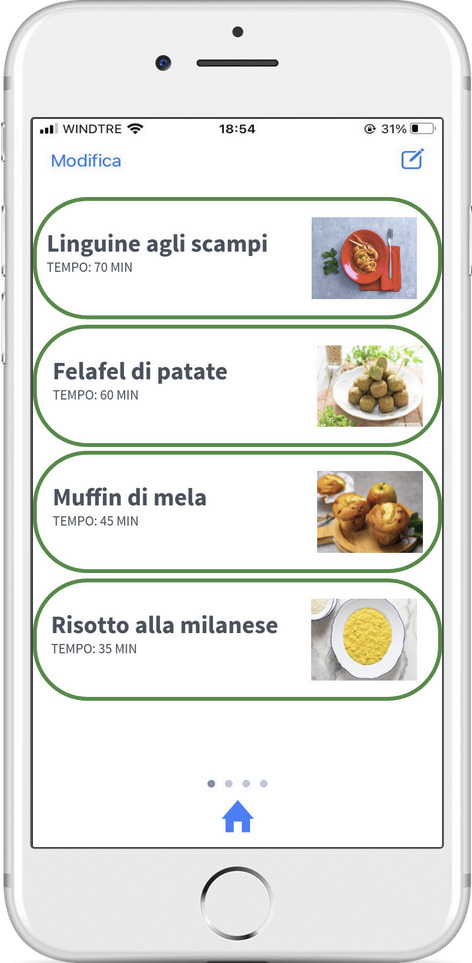 WINDTRE
18:54
31%
Modifica
Linguine agli scampi
TEMPO: 70 MIN
Felafel di patate
TEMPO: 60 MIN
Muffin di mela
TEMPO: 45 MIN
Risotto alla milanese
TEMPO: 35 MIN